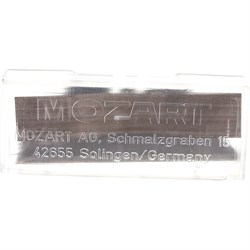 MOZART
MOZART AG, Schmalzgraben 15
42655 Solingen/Germany